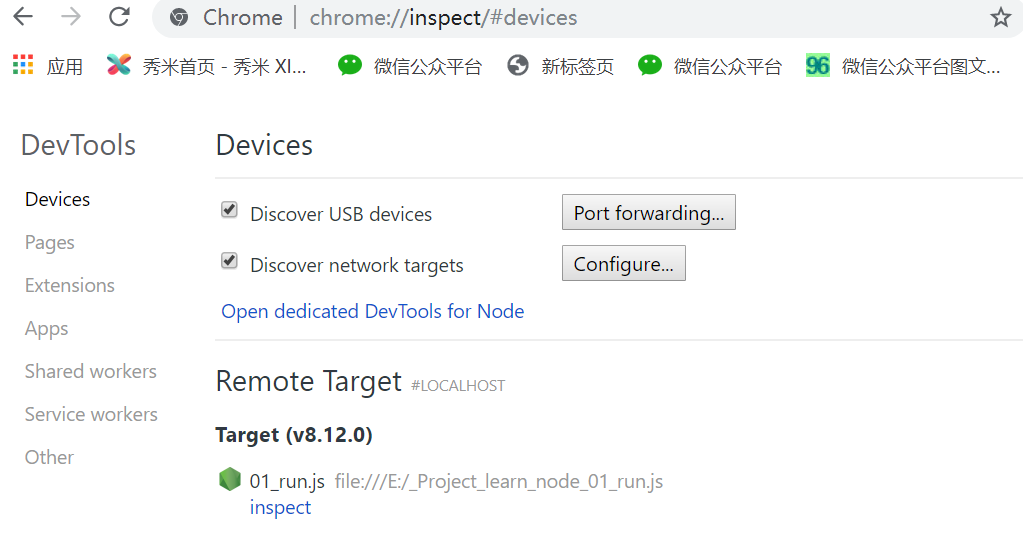 Chrome | chrome://inspect/#devices
应用 秀米首页 - 秀米 XI... 微信公众平台 新标签页 微信公众平台 96 微信公众平台图文...
DevTools
Devices
Pages
Extensions
Apps
Shared workers
Service workers
Other
Devices
Discover USB devices Port forwarding...
Discover network targets Configure...
Open dedicated DevTools for Node
Remote Target #LOCALHOST
Target (v8.12.0)
01_run.js file:///E:/_Project_learn_node_01_run.js
inspect